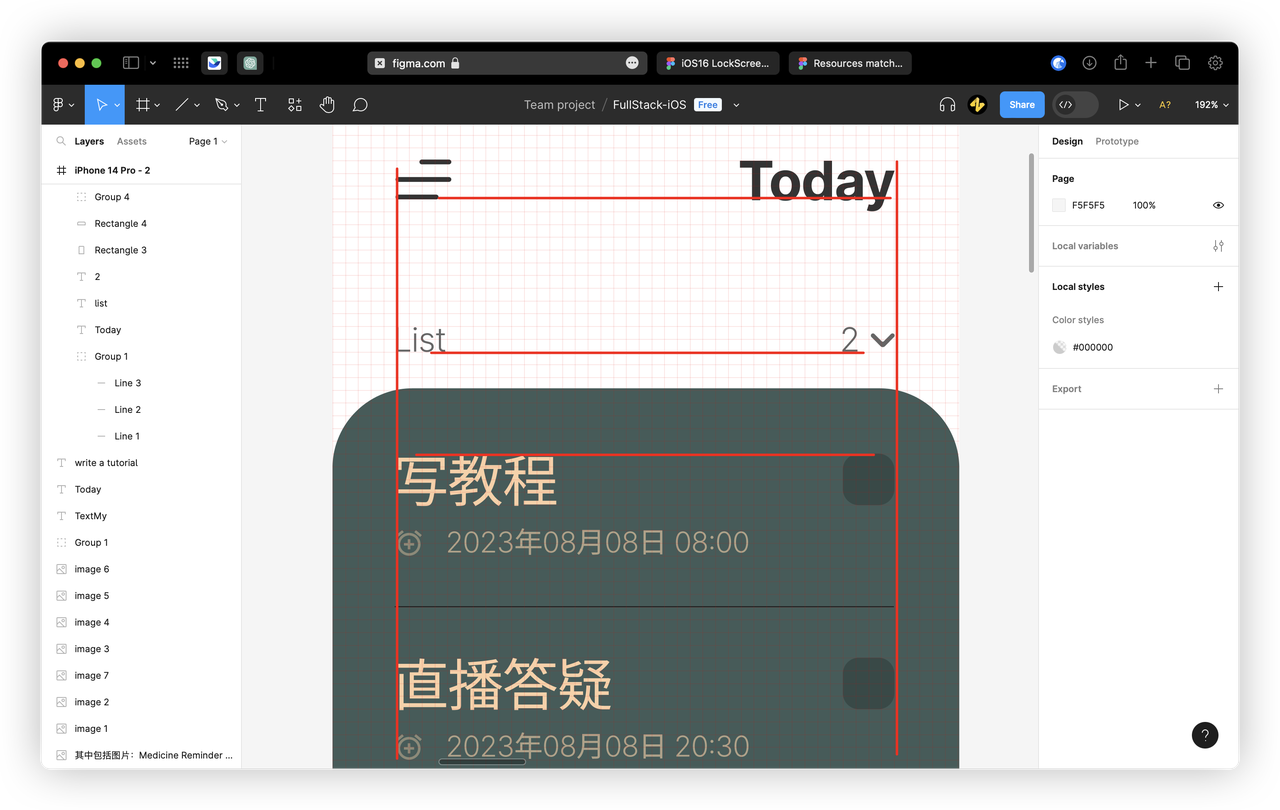 figma.com
iOS16 LockScree...
Resources match...
Team project / FullStack-iOS Free
Share
A?
192%
Layers Assets Page 1
iPhone 14 Pro - 2
Group 4
Rectangle 4
Rectangle 3
2
list
Today
Group 1
Line 3
Line 2
Line 1
write a tutorial
Today
TextMy
Group 1
image 6
image 5
image 4
image 3
image 7
image 2
image 1
其中包括图片：Medicine Reminder ...
Today
List 2
写教程
2023年08月08日 08:00
直播答疑
2023年08月08日 20:30
Design Prototype
Page
F5F5F5 100%
Local variables
Local styles
Color styles
#000000
Export
?